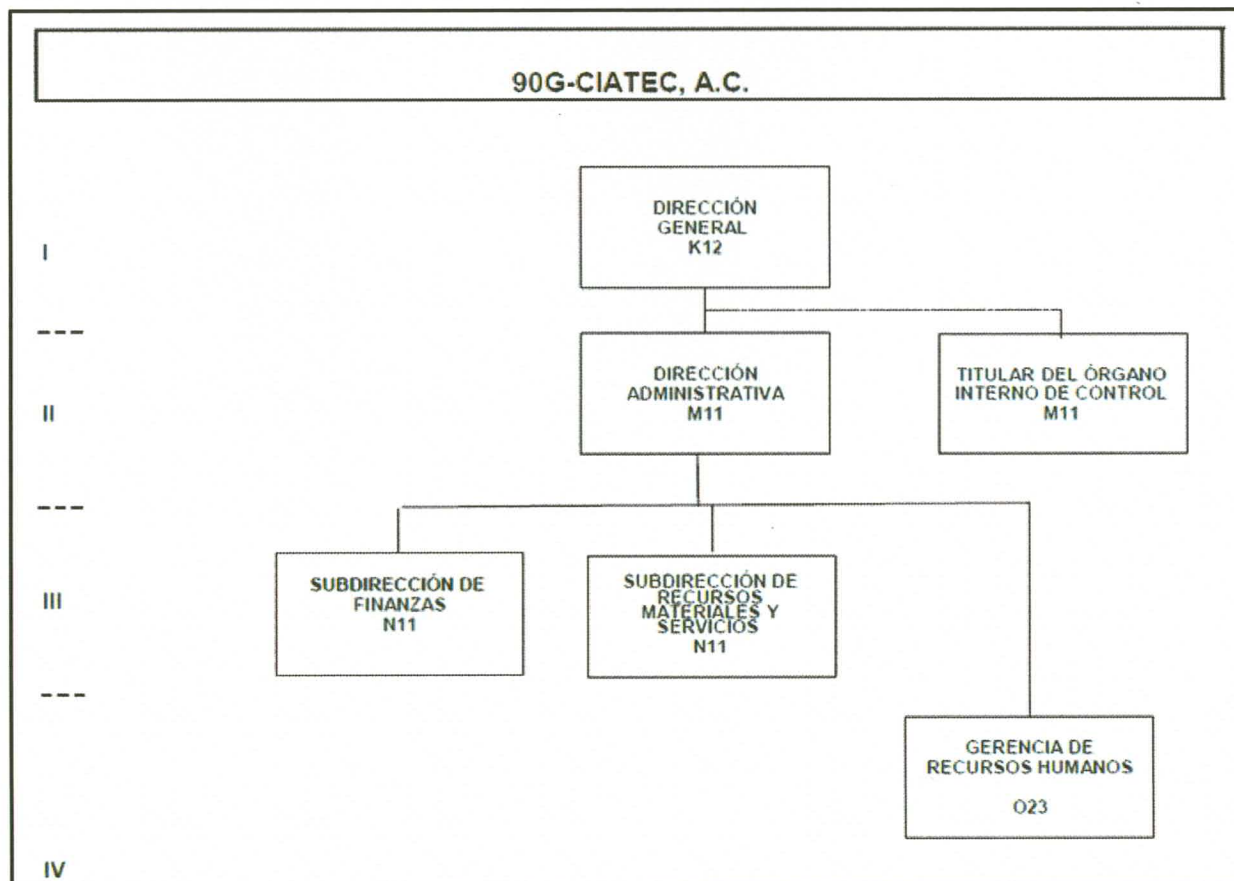 90G-CIATEC, A.C.
DIRECCIÓN
GENERAL
K12
I
---
DIRECCIÓN
ADMINISTRATIVA
M11
TITULAR DEL ÓRGANO
INTERNO DE CONTROL
M11
II
---
SUBDIRECCIÓN DE
FINANZAS
N11
SUBDIRECCIÓN DE
RECURSOS
MATERIALES Y
SERVICIOS
N11
III
---
GERENCIA DE
RECURSOS HUMANOS
O23
IV